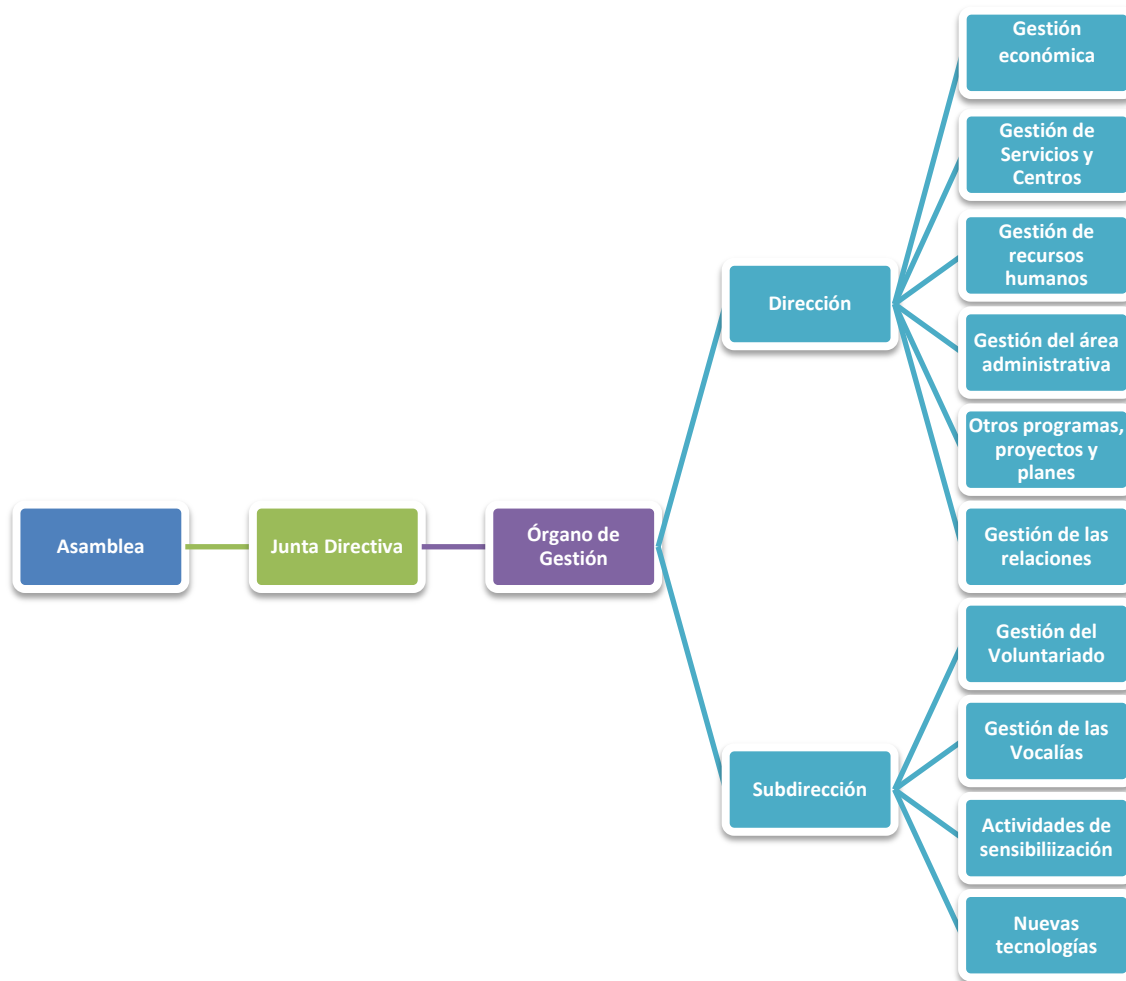 Asamblea
Junta Directiva
Órgano de
Gestión
Dirección
Gestión
económica
Gestión de
Servicios y
Centros
Gestión de
recursos
humanos
Gestión del área
administrativa
Otros programas,
proyectos y
planes
Gestión de las
relaciones
Subdirección
Gestión del
Voluntariado
Gestión de las
Vocalías
Actividades de
sensibiliización
Nuevas
tecnologías